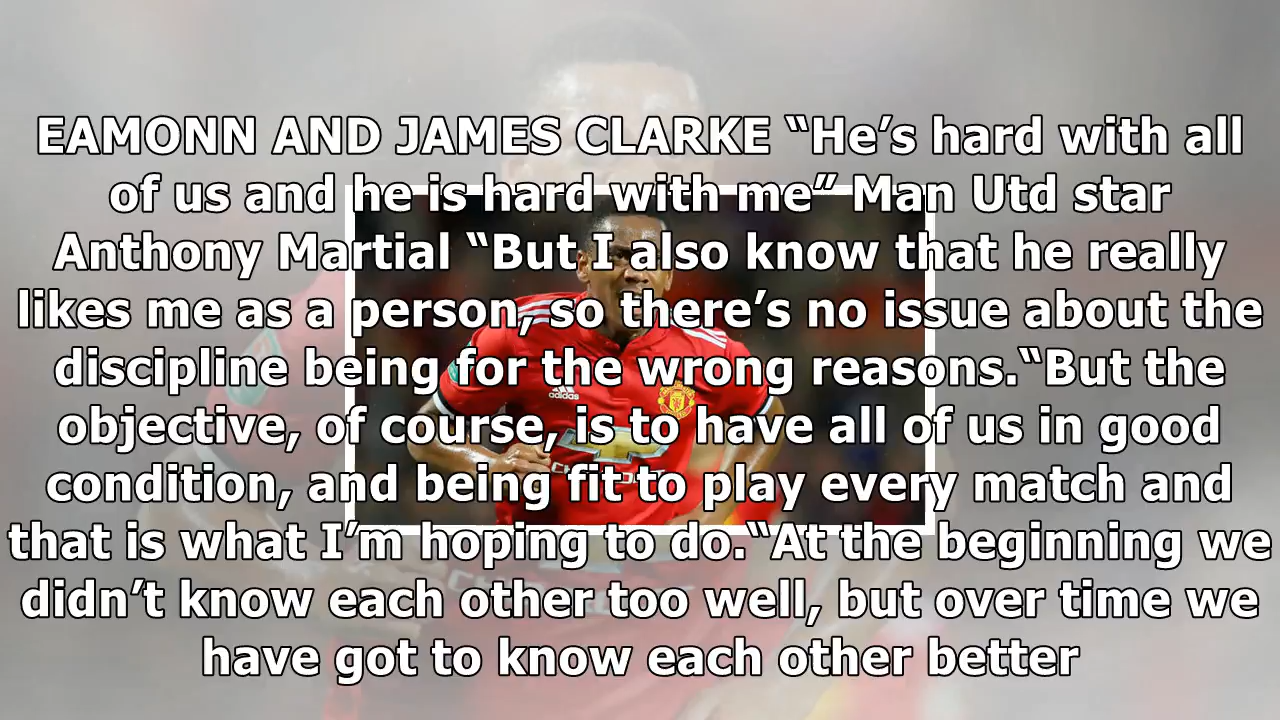 EAMONN AND JAMES CLARKE “He’s hard with all
of us and he is hard with me” Man Utd star
Anthony Martial “But I also know that he really
likes me as a person, so there’s no issue about the
discipline being for the wrong reasons.“But the
objective, of course, is to have all of us in good
condition, and being fit to play every match and
that is what I’m hoping to do.“At the beginning we
didn’t know each other too well, but over time we
have got to know each other better
adidas